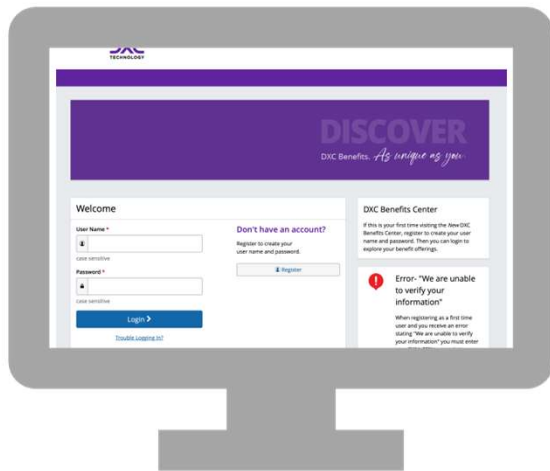 TECHNOLOGY
DISCOVER
DXC Benefits. As unique as you.
Welcome
User Name *
case sensitive
Password *
case sensitive
Login
Trouble Logging In?
Don't have an account?
Register to create your
user name and password.
Register
DXC Benefits Center
If this is your first time visiting the New DXC
Benefits Center, register to create your user
name and password. Then you can login to
explore your benefit offerings.
Error- "We are unable
to verify your
information"
When registering as a first time
user and you receive an error
stating "We are unable to verify
your information" you must enter